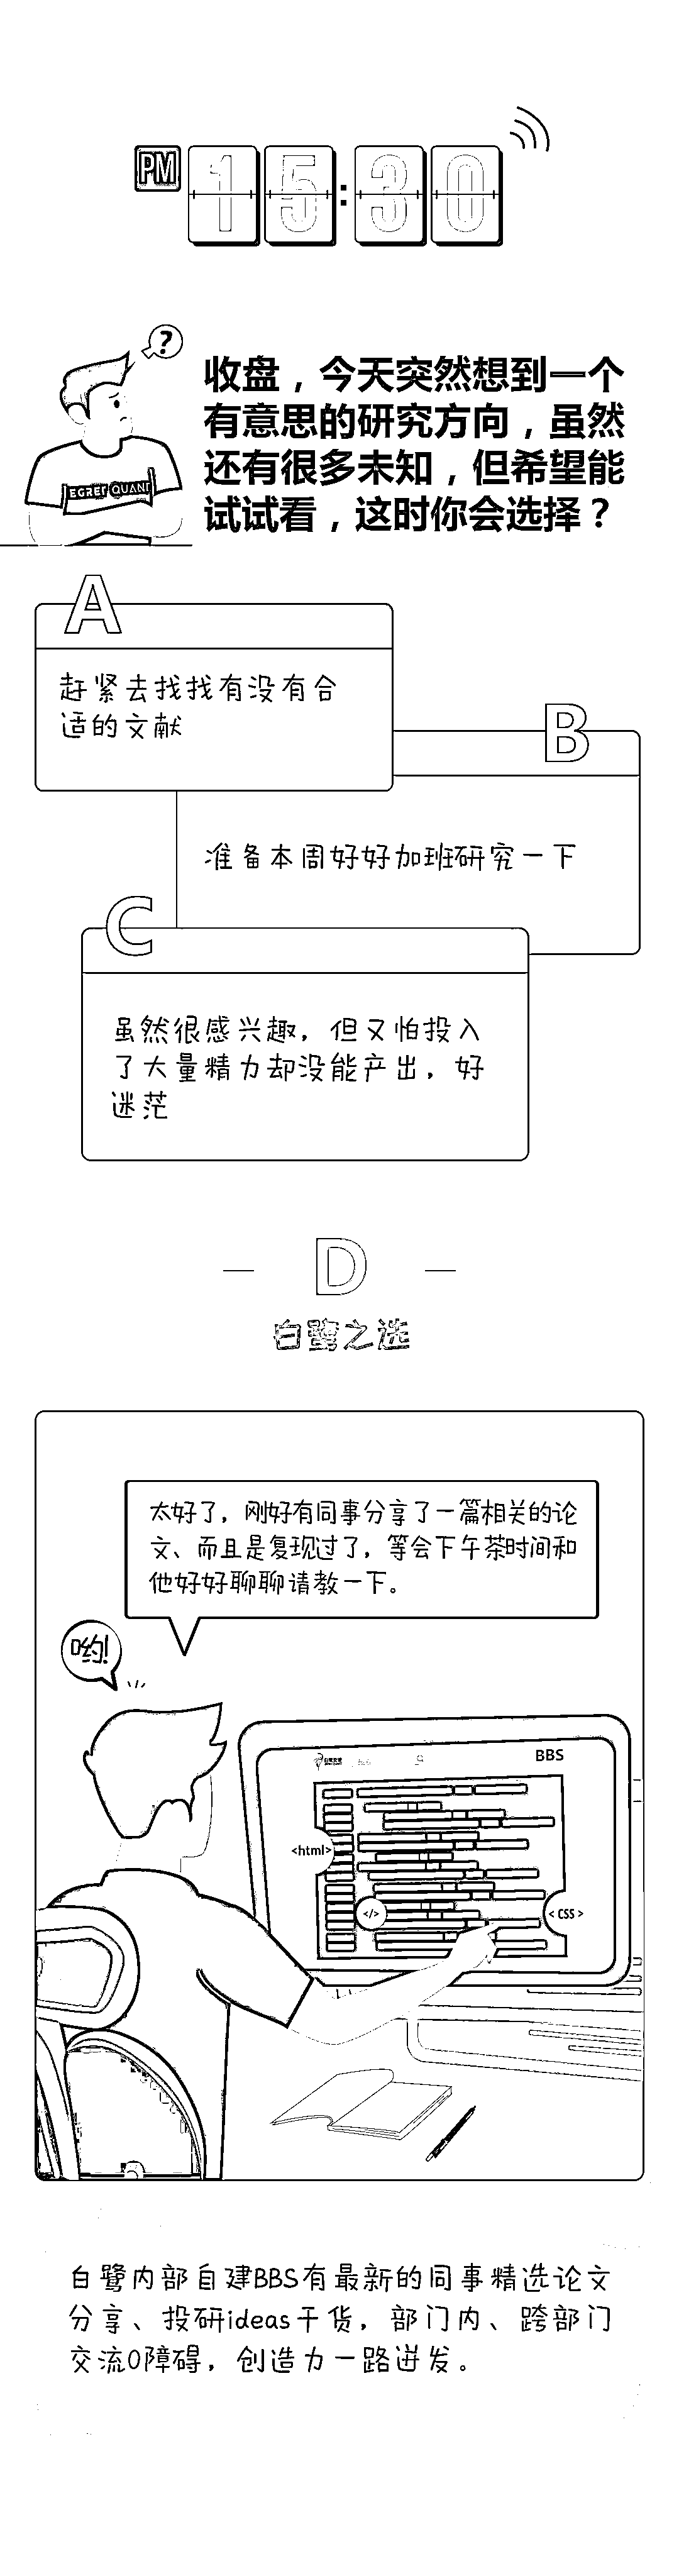 PM 15:30
?
收盘，今天突然想到一个
有意思的研究方向，虽然
还有很多未知，但希望能
试试看，这时你会选择？
EGRET QUANT
A
赶紧去找找有没有合
适的文献
B
准备本周好好加班研究一下
C
虽然很感兴趣，但又怕投入
了大量精力却没能产出，好
迷茫
D
白鹭之选
太好了，刚好有同事分享了一篇相关的论
文、而且是复现过了，等会下午茶时间和
他好好聊聊请教一下。
哟!
BBS
<html>
</>
< CSS >
白鹭内部自建BBS有最新的同事精选论文
分享、投研ideas干货，部门内、跨部门
交流0障碍，创造力一路迸发。